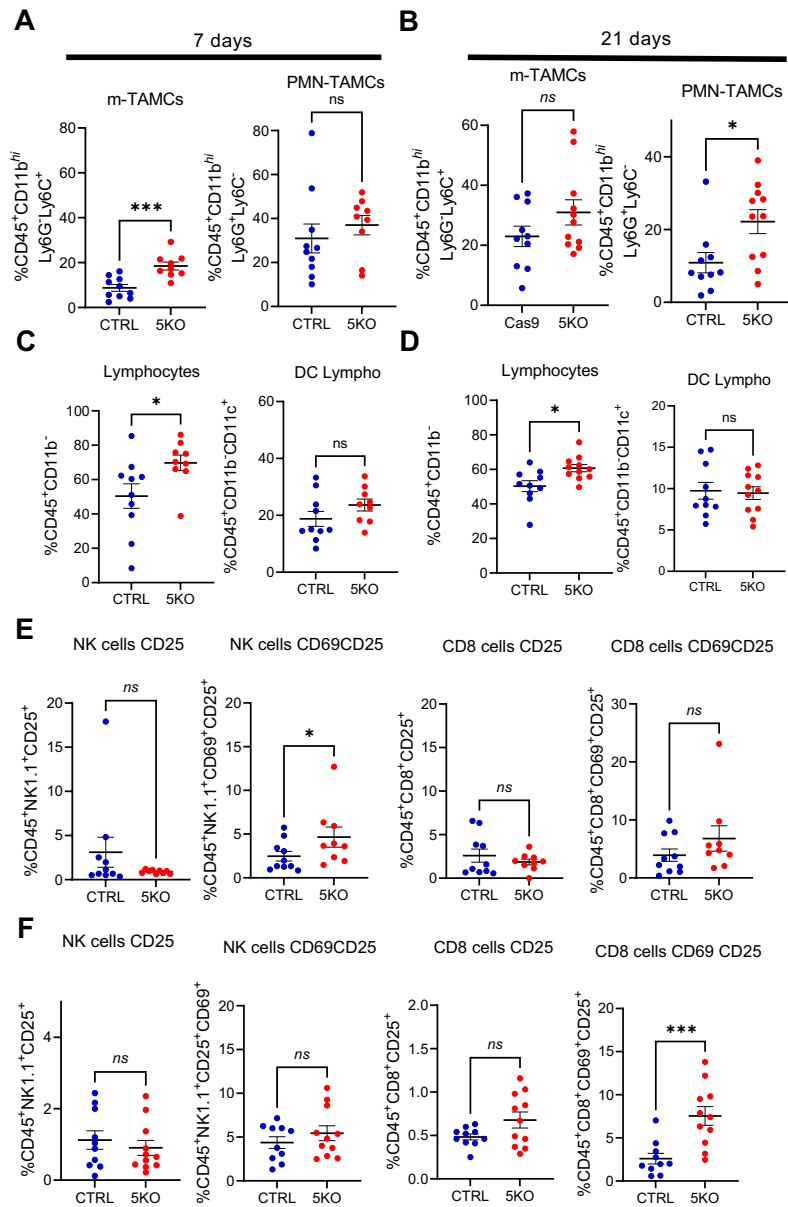 A
7 days
m-TAMCs
%CD45+CD11bhi
Ly6G-Ly6C+
80
60
40
20
0
***
CTRL 5KO
PMN-TAMCs
%CD45+CD11bhi
Ly6G+Ly6C-
100
80
60
40
20
0
ns
CTRL 5KO
B
21 days
m-TAMCs
%CD45+CD11bhi
Ly6G-Ly6C+
60
40
20
0
ns
Cas9 5KO
PMN-TAMCs
%CD45+CD11bhi
Ly6G+Ly6C-
40
20
0
*
CTRL 5KO
C
Lymphocytes
%CD45+CD11b-
100
80
60
40
20
0
*
CTRL 5KO
DC Lympho
%CD45+CD11b-CD11c+
60
40
20
0
ns
CTRL 5KO
D
Lymphocytes
%CD45+CD11b-
100
80
60
40
20
0
*
CTRL 5KO
DC Lympho
%CD45+CD11b-CD11c+
20
15
10
5
0
ns
CTRL 5KO
E
NK cells CD25
%CD45+NK1.1+CD25+
20
15
10
5
0
ns
CTRL 5KO
NK cells CD69CD25
%CD45+NK1.1+CD69+CD25+
20
15
10
5
0
*
CTRL 5KO
CD8 cells CD25
%CD45+CD8+CD25+
20
15
10
5
0
ns
CTRL 5KO
CD8 cells CD69CD25
%CD45+CD8+CD69+CD25+
30
20
10
0
ns
CTRL 5KO
F
NK cells CD25
%CD45+NK1.1+CD25+
4
2
0
ns
CTRL 5KO
NK cells CD69CD25
%CD45+NK1.1+CD25+CD69+
20
15
10
5
0
ns
CTRL 5KO
CD8 cells CD25
%CD45+CD8+CD25+
2.0
1.5
1.0
0.5
0.0
ns
CTRL 5KO
CD8 cells CD69 CD25
%CD45+CD8+CD69+CD25+
20
15
10
5
0
***
CTRL 5KO